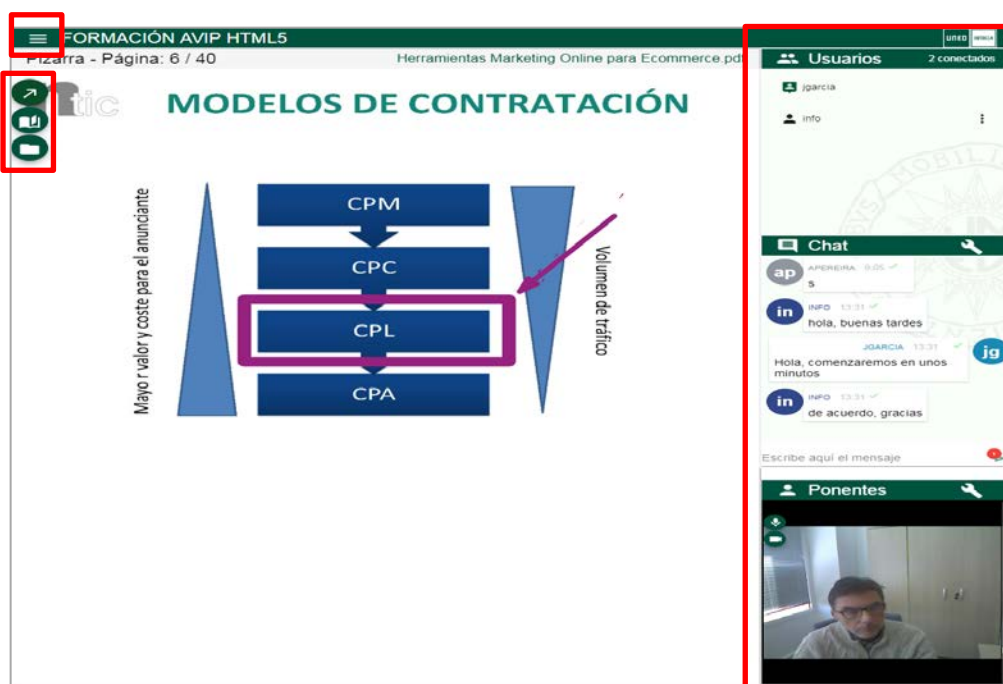 FORMACIÓN AVIP HTML5
UNED
Pizarra - Página: 6 / 40
Herramientas Marketing Online para Ecommerce.pdf
tic
MODELOS DE CONTRATACIÓN
Mayo r valor y coste para el anunciante
CPM
CPC
CPL
CPA
Volumen de tráfico
Usuarios
2 conectados
jgarcia
info
Chat
ap
APEREIRA 9:05
s
in
INFO 13:31
hola, buenas tardes
JGARCIA 13:31
jg
Hola, comenzaremos en unos
minutos
in
INFO 13:31
de acuerdo, gracias
Escribe aquí el mensaje
Ponentes